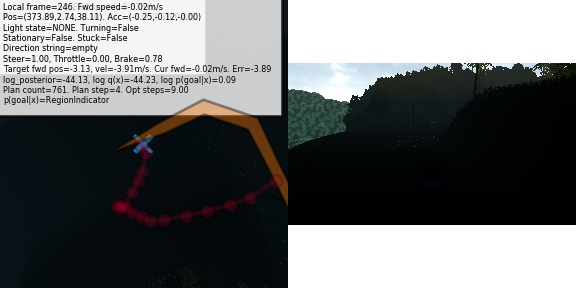 Local frame=246: Fwd speed=-0.02m/s
Pos=(373.89,2.74,38.11). Acc=(-0.25,-0.12,-0.00)
Light state=NONE. Turning=False
Stationary=False. Stuck=False
Direction string=empty
Steer=1.00, Throttle=0.00, Brake=0.78
Target fwd pos=-3.13, vel=-3.91m/s. Cur fwd=-0.02m/s. Err=-3.89
log_posterior=-44.13, log q(x)=-44.23, log p(goal|x)=0.09
Plan count=761. Plan step=4. Opt steps=9.00
p(goal|x)=RegionIndicator